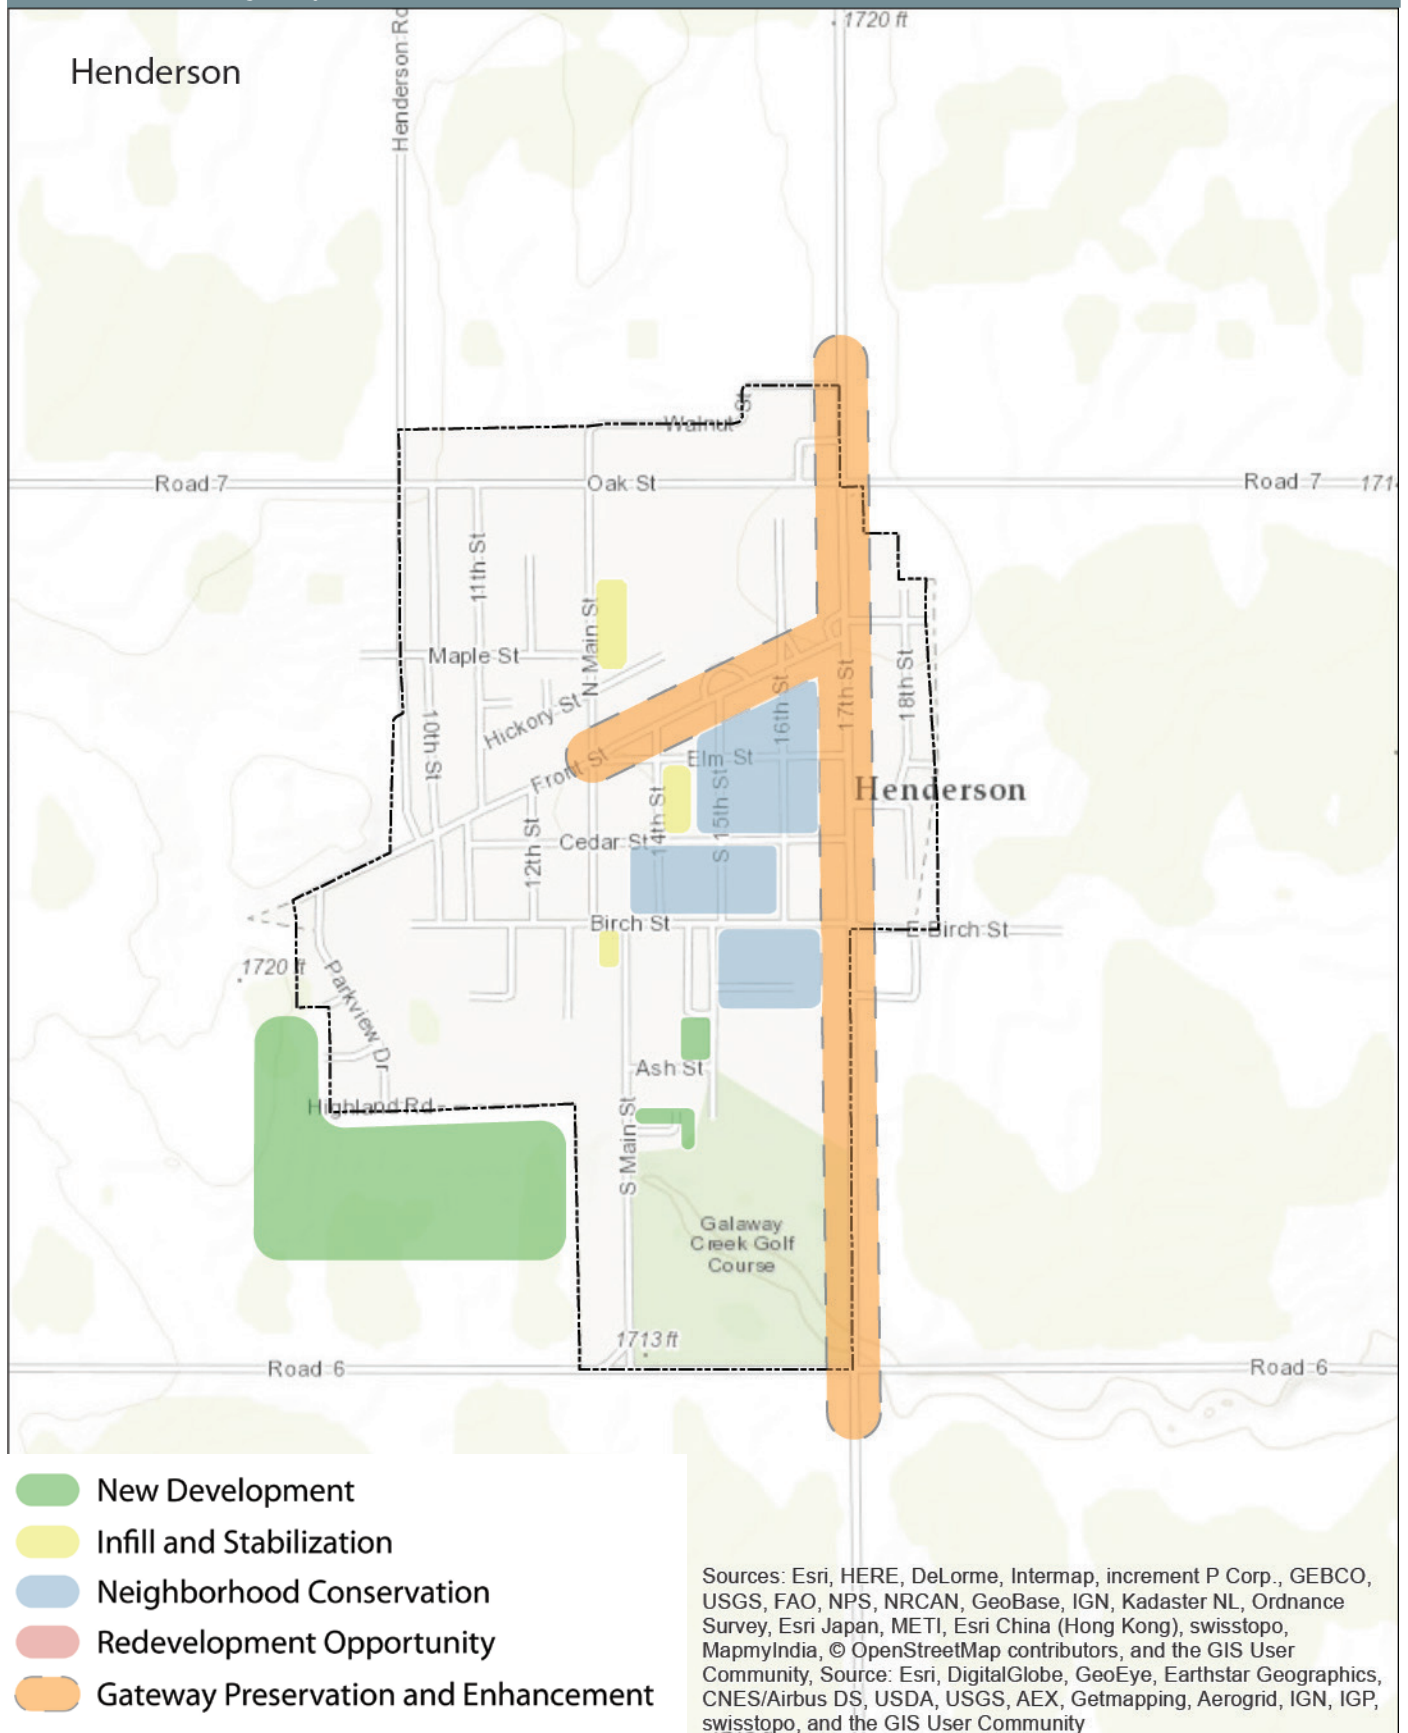 1720 ft
Henderson Rd
Henderson
Walnut St
Road 7
Oak St
Road 7
171
11th St
N Main St
Maple St
Hickory St
10th St
16th St
17th St
18th St
Front St
Elm St
Henderson
14th St
S 15th St
12th St
Cedar St
Birch St
E Birch St
1720 ft
Parkview Dr
Ash St
Highland Rd
S Main St
Galaway
Creek Golf
Course
1713 ft
Road 6
Road 6
New Development
Infill and Stabilization
Neighborhood Conservation
Redevelopment Opportunity
Gateway Preservation and Enhancement
Sources: Esri, HERE, DeLorme, Intermap, increment P Corp., GEBCO,
USGS, FAO, NPS, NRCAN, GeoBase, IGN, Kadaster NL, Ordnance
Survey, Esri Japan, METI, Esri China (Hong Kong), swisstopo,
MapmyIndia, © OpenStreetMap contributors, and the GIS User
Community, Source: Esri, DigitalGlobe, GeoEye, Earthstar Geographics,
CNES/Airbus DS, USDA, USGS, AEX, Getmapping, Aerogrid, IGN, IGP,
swisstopo, and the GIS User Community